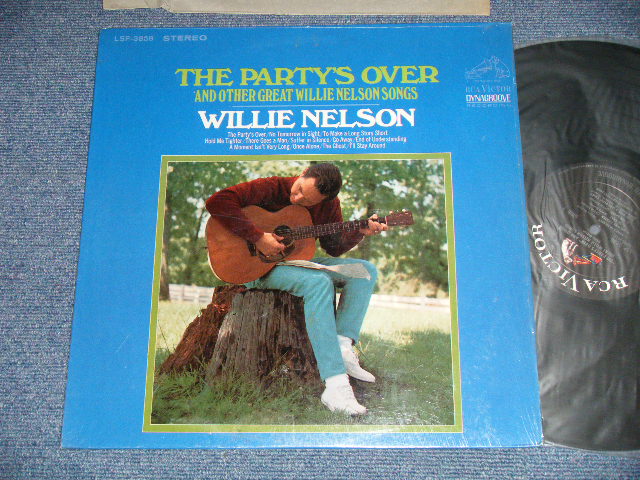 LSP-3858 STEREO
THE PARTY'S OVER
AND OTHER GREAT WILLIE NELSON SONGS
WILLIE NELSON
The Party's Over/No Tomorrow in Sight/To Make a Long Story Short
Hold Me Tighter/There Goes a Man/Suffer in Silence/Go Away/End of Understanding
A Moment Isn't Very Long/Once Alone/The Ghost/I'll Stay Around
RCA VICTOR
DYNAGROOVE
RECORDING
RCA VICTOR